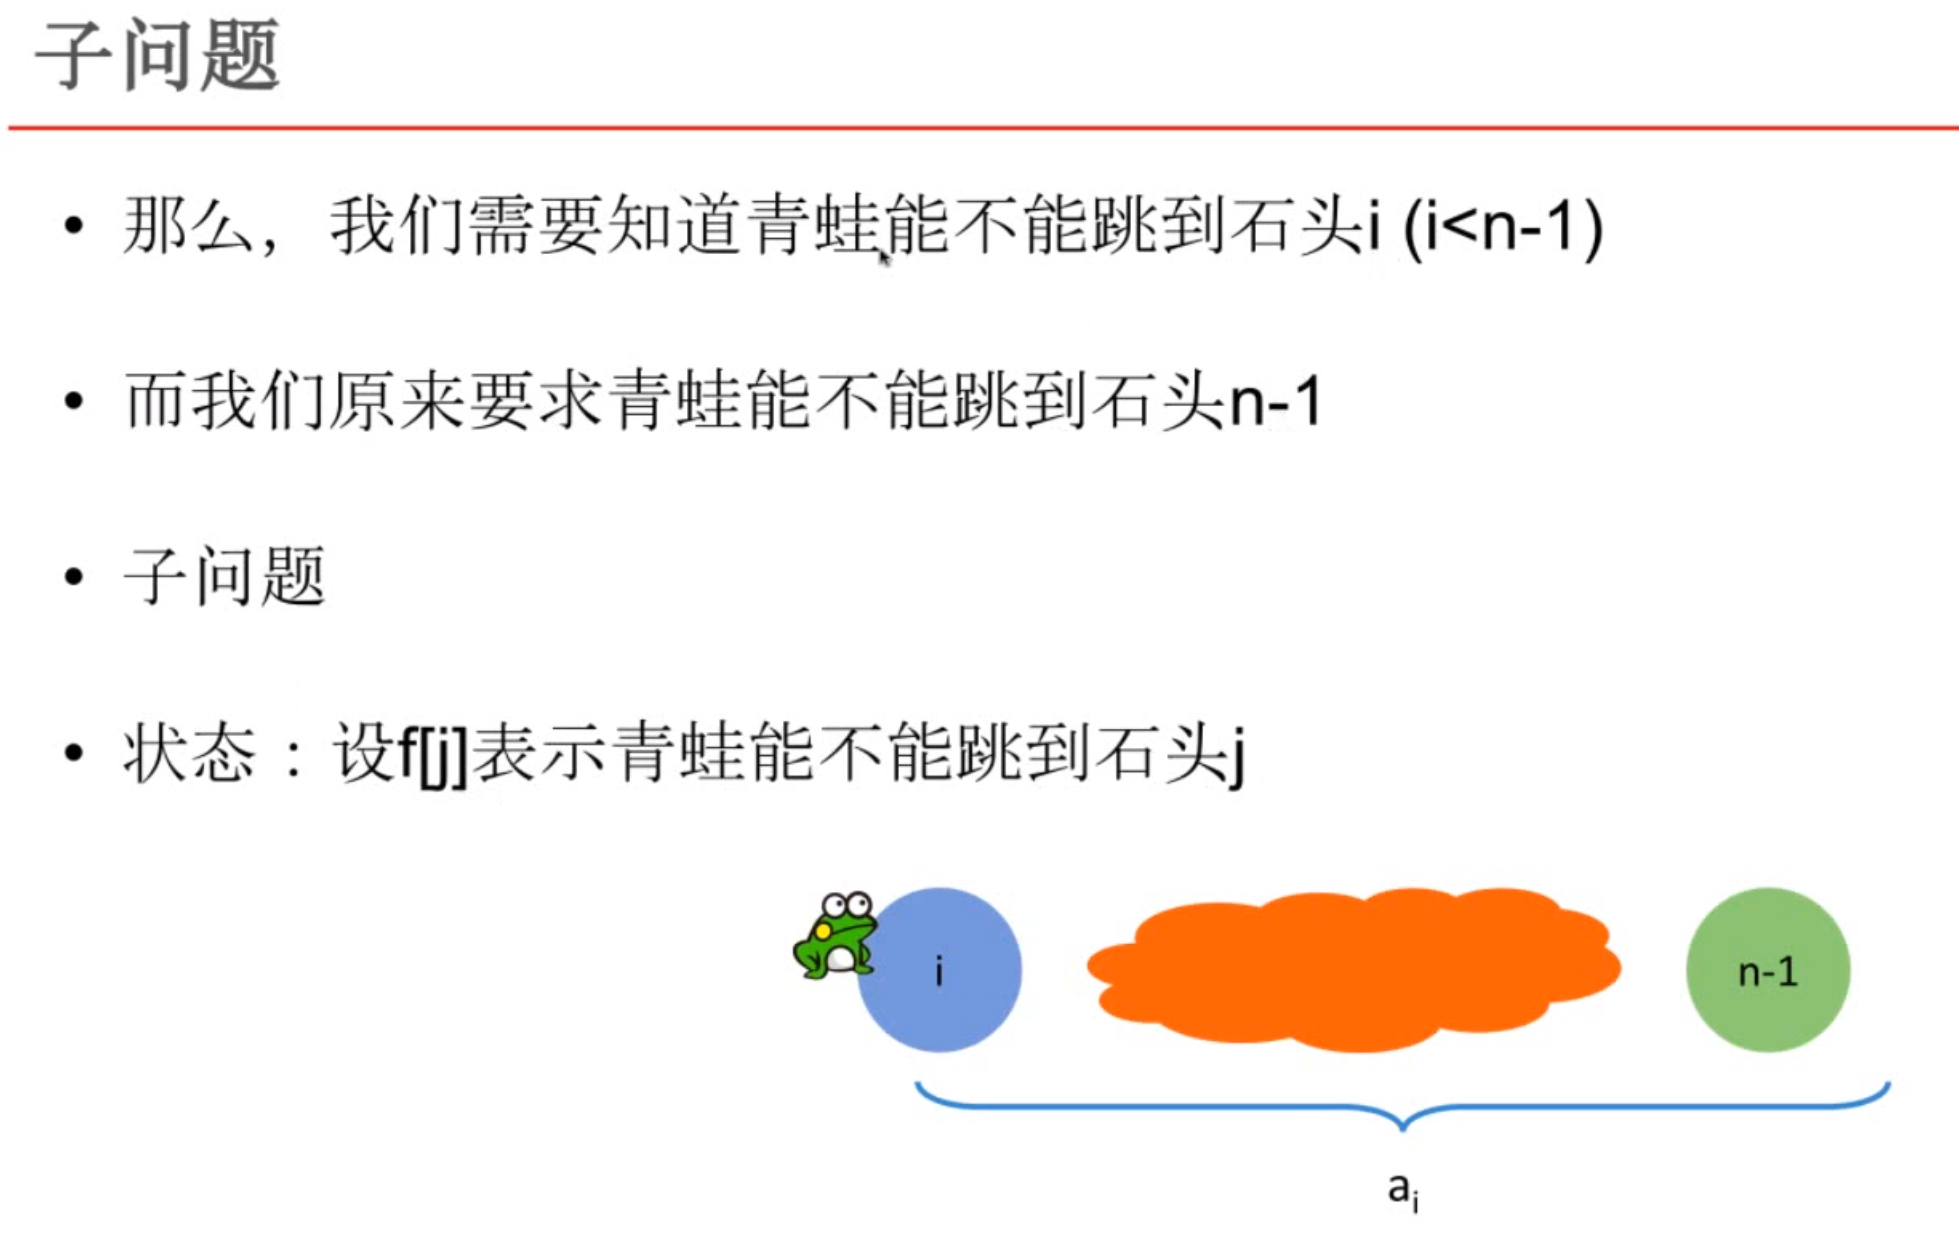 子问题
• 那么，我们需要知道青蛙能不能跳到石头i (i<n-1)
• 而我们原来要求青蛙能不能跳到石头n-1
• 子问题
• 状态：设f[j]表示青蛙能不能跳到石头j
i
n-1
ai